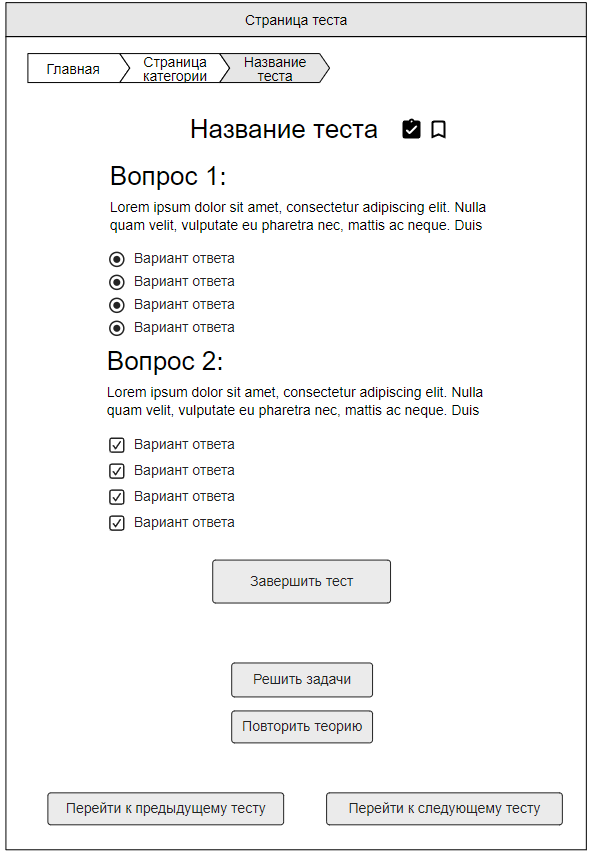 Страница теста
Главная
Страница
категории
Название
теста
Название теста
Вопрос 1:
Lorem ipsum dolor sit amet, consectetur adipiscing elit. Nulla
quam velit, vulputate eu pharetra nec, mattis ac neque. Duis
Вариант ответа
Вариант ответа
Вариант ответа
Вариант ответа
Вопрос 2:
Lorem ipsum dolor sit amet, consectetur adipiscing elit. Nulla
quam velit, vulputate eu pharetra nec, mattis ac neque. Duis
Вариант ответа
Вариант ответа
Вариант ответа
Вариант ответа
Завершить тест
Решить задачи
Повторить теорию
Перейти к предыдущему тесту
Перейти к следующему тесту